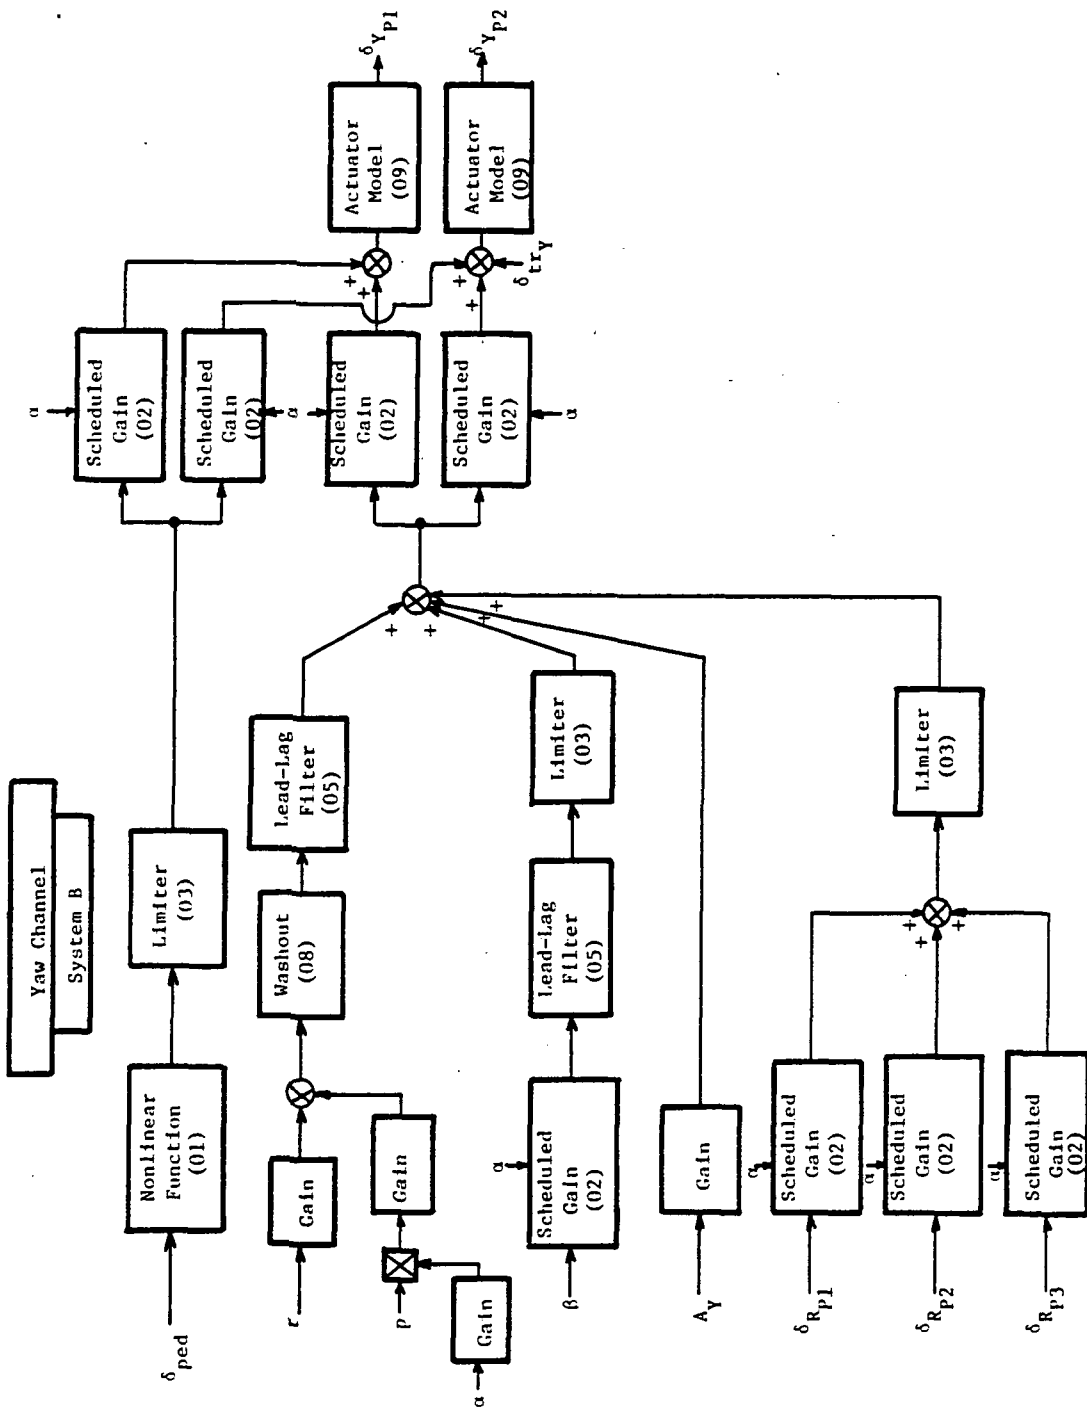 Yaw Channel
System B
δped
Nonlinear
Function
(01)
Limiter
(03)
α
Scheduled
Gain
(02)
Scheduled
Gain
(02)
α
r
Gain
Washout
(08)
Lead-Lag
Filter
(05)
p
Gain
α
Gain
β
α
Scheduled
Gain
(02)
Lead-Lag
Filter
(05)
Limiter
(03)
+
+
+
+
Scheduled
Gain
(02)
Scheduled
Gain
(02)
α
+
+
Actuator
Model
(09)
δYP1
+
+
δtrY
Actuator
Model
(09)
δYP2
AY
Gain
δRP1
α
Scheduled
Gain
(02)
δRP2
α
Scheduled
Gain
(02)
δRP3
α
Scheduled
Gain
(02)
+
+
+
Limiter
(03)